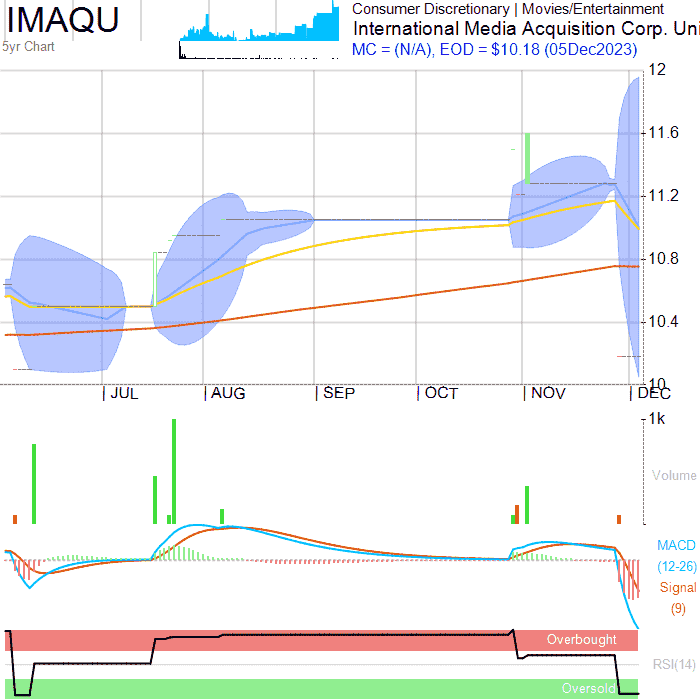 IMAQU
5yr Chart
Consumer Discretionary | Movies/Entertainment
International Media Acquisition Corp. Uni
MC = (N/A), EOD = $10.18 (05Dec2023)
12
11.6
11.2
10.8
10.4
10
JUL AUG SEP OCT NOV DEC
1k
Volume
MACD
(12-26)
Signal
(9)
Overbought
RSI(14)
Oversold